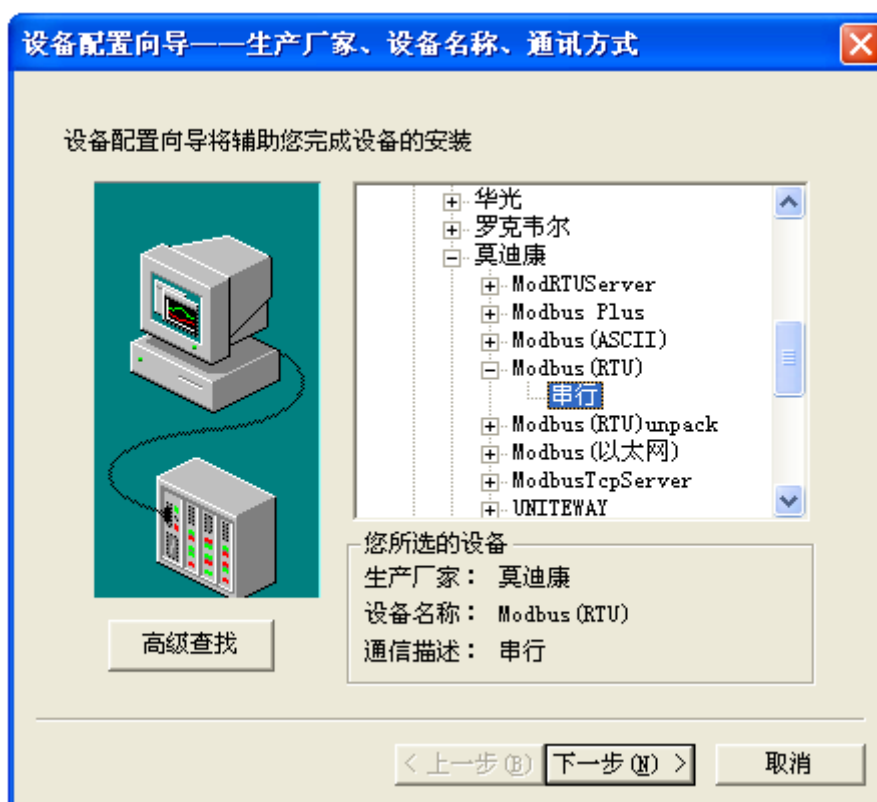 设备配置向导——生产厂家、设备名称、通讯方式
设备配置向导将辅助您完成设备的安装
华光
罗克韦尔
莫迪康
ModRTUServer
Modbus Plus
Modbus(ASCII)
Modbus(RTU)
串行
Modbus(RTU)unpack
Modbus(以太网)
ModbusTcpServer
UNITEWAY
您所选的设备
生产厂家： 莫迪康
设备名称： Modbus(RTU)
通信描述： 串行
高级查找
< 上一步(B) 下一步(N) > 取消